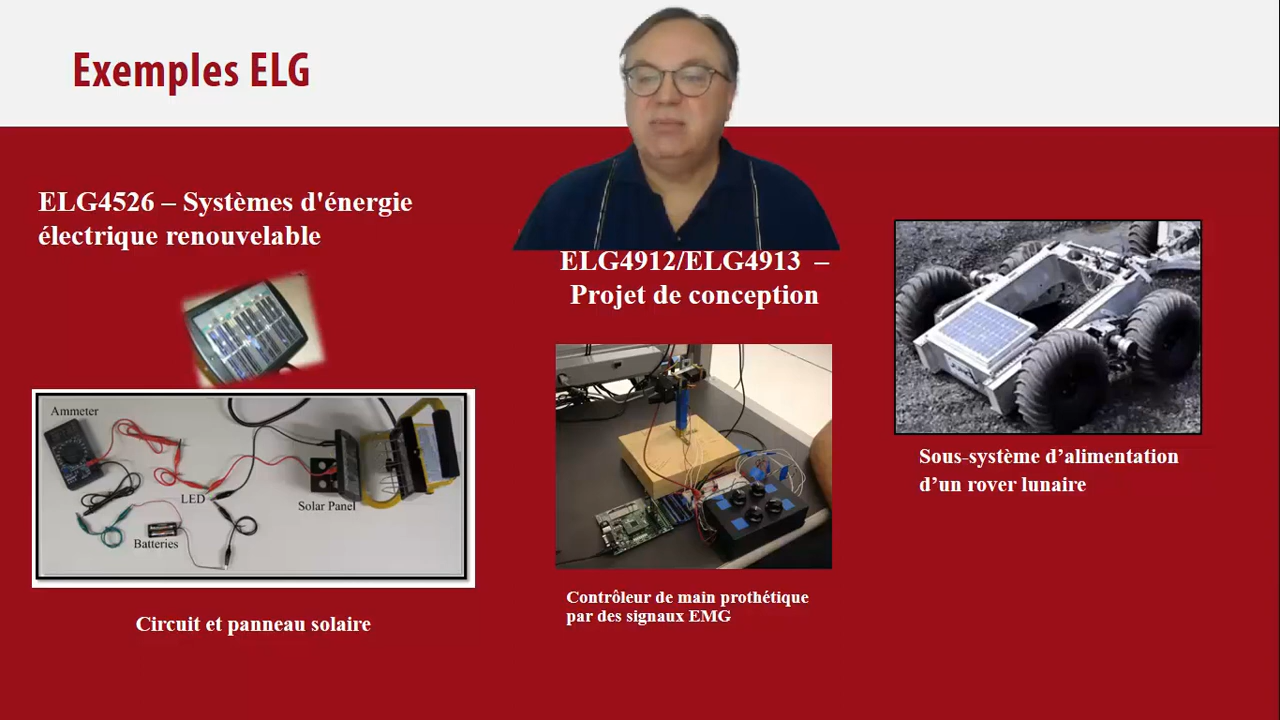 Exemples ELG
ELG4526 – Systèmes d'énergie
électrique renouvelable
ELG4912/ELG4913 –
Projet de conception
Ammeter
LED
Solar Panel
Batteries
Sous-système d’alimentation
d’un rover lunaire
Contrôleur de main prothétique
par des signaux EMG
Circuit et panneau solaire